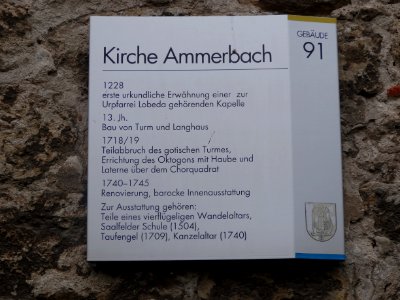 Kirche Ammerbach
GEBÄUDE
91
1228
erste urkundliche Erwähnung einer zur
Urpfarrei Lobeda gehörenden Kapelle
13. Jh.
Bau von Turm und Langhaus
1718/19
Teilabbruch des gotischen Turmes,
Errichtung des Oktogons mit Haube und
Laterne über dem Chorquadrat
1740–1745
Renovierung, barocke Innenausstattung
Zur Ausstattung gehören:
Teile eines vierflügeligen Wandelaltars,
Saalfelder Schule (1504),
Taufengel (1709), Kanzelaltar (1740)